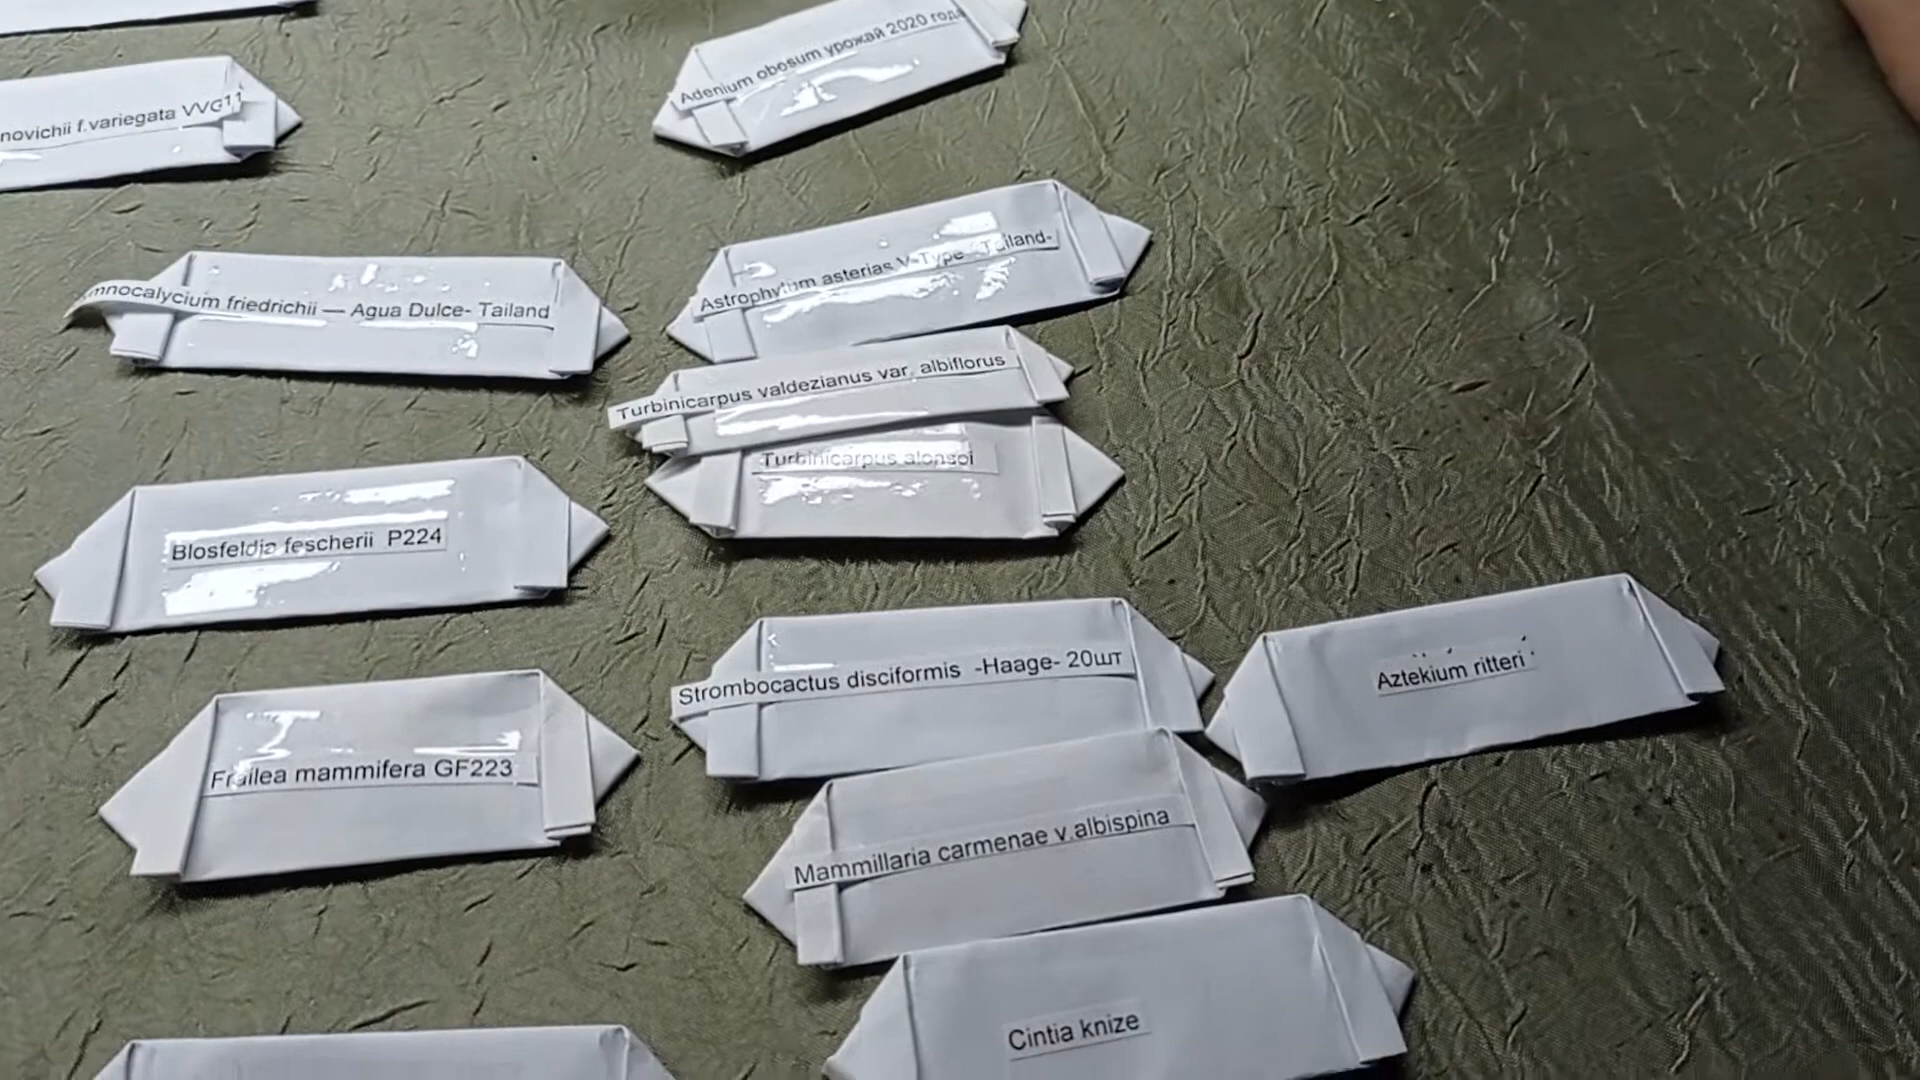 Adenium obosum урожай 2020 года
novichii f.variegata VVG11
Astrophytum asterias V-Type -Tailand-
mnocalycium friedrichii — Agua Dulce- Tailand
Turbinicarpus valdezianus var. albiflorus
Turbinicarpus alonsoi
Blosfeldia fescherii P224
Strombocactus disciformis -Haage- 20шт
Aztekium ritteri
Frailea mammifera GF223
Mammillaria carmenae v.albispina
Cintia knize